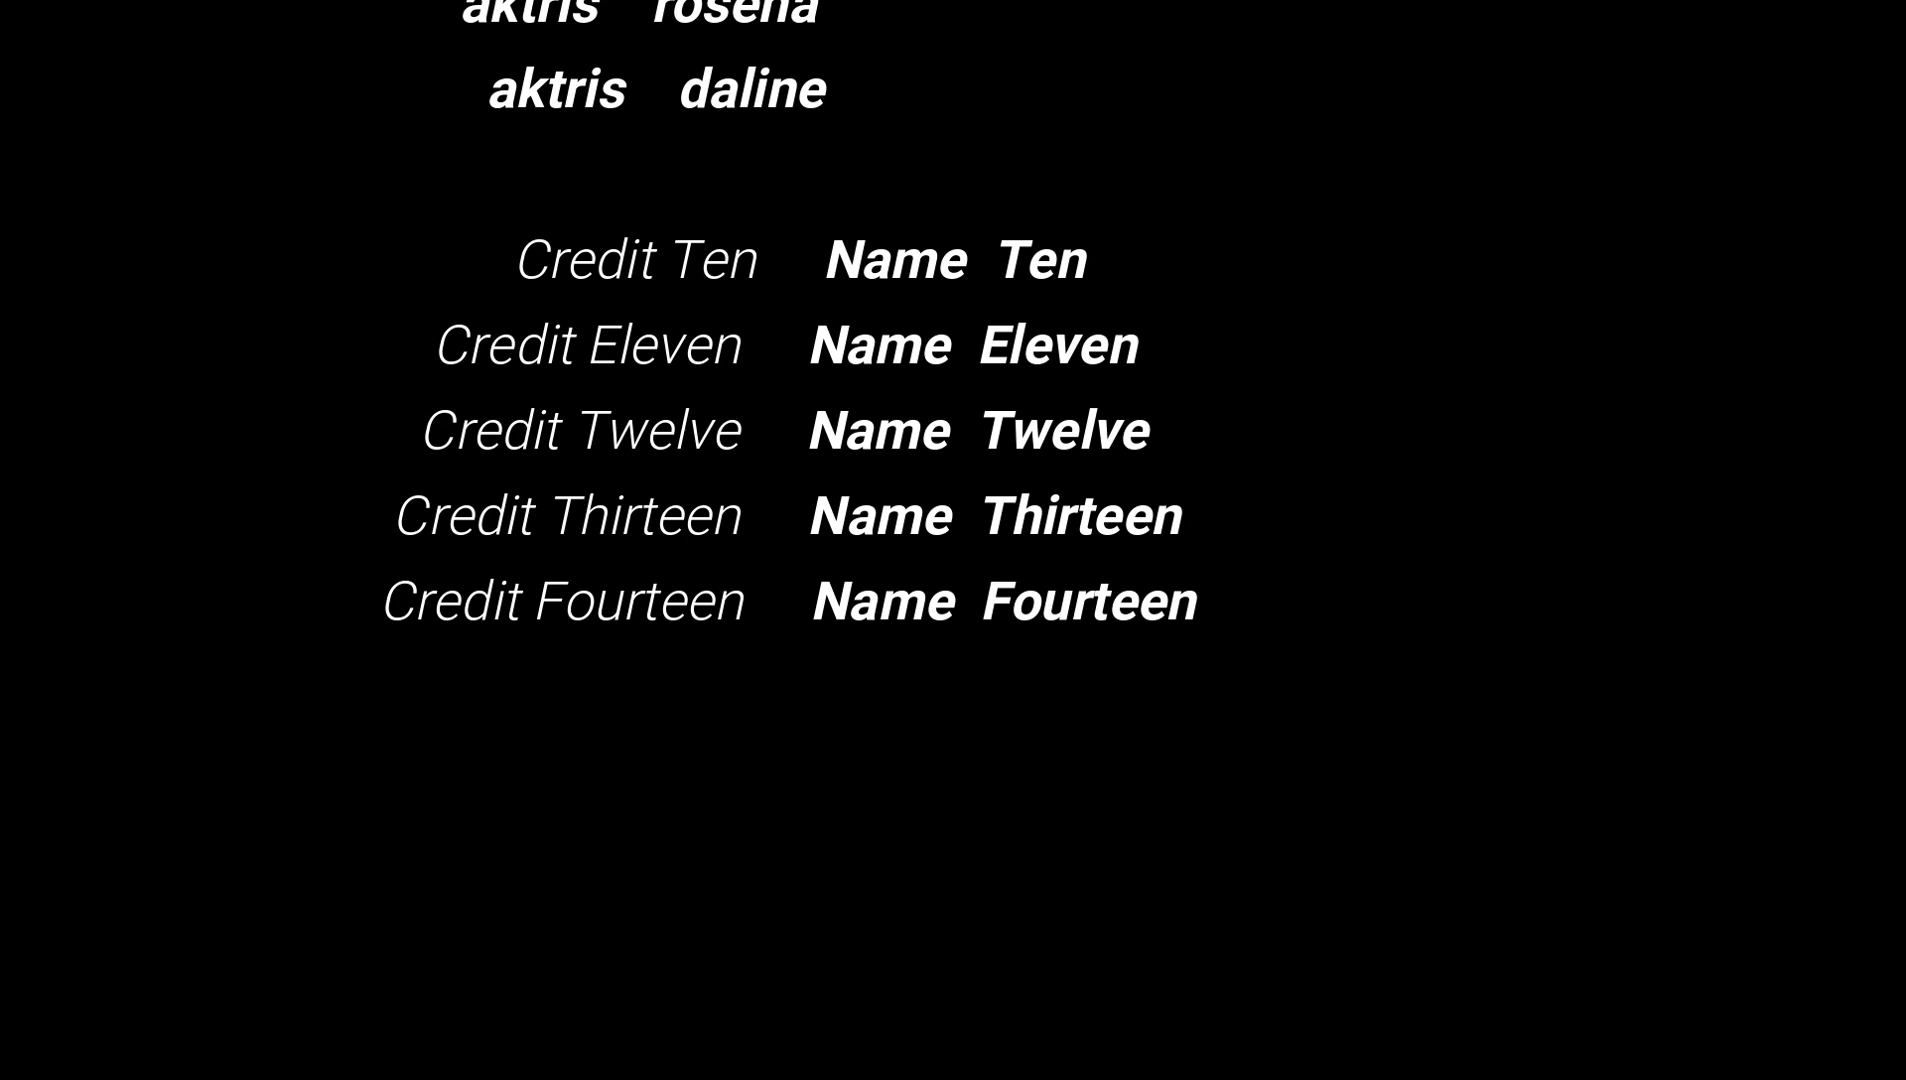 aktris rosena
aktris daline
Credit Ten Name Ten
Credit Eleven Name Eleven
Credit Twelve Name Twelve
Credit Thirteen Name Thirteen
Credit Fourteen Name Fourteen